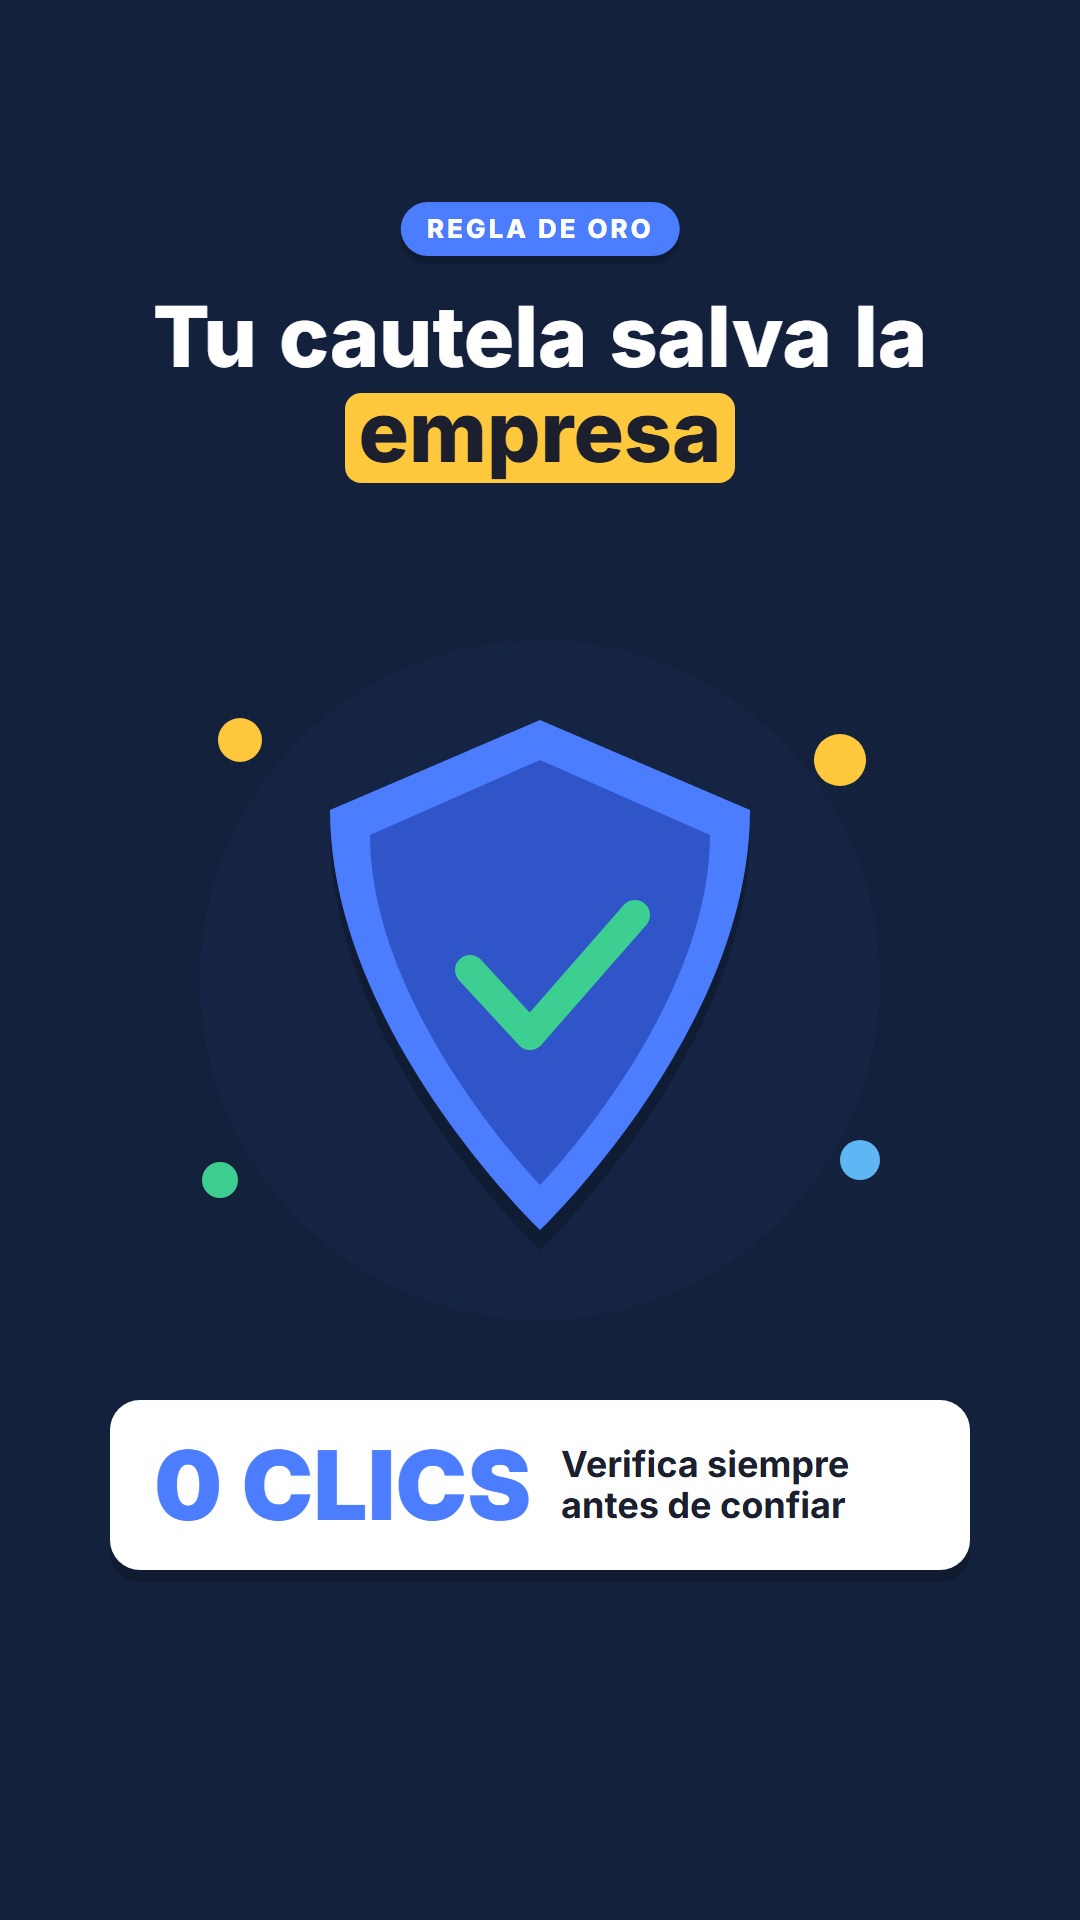 REGLA DE ORO
Tu cautela salva la
empresa
0 CLICS
Verifica siempre
antes de confiar